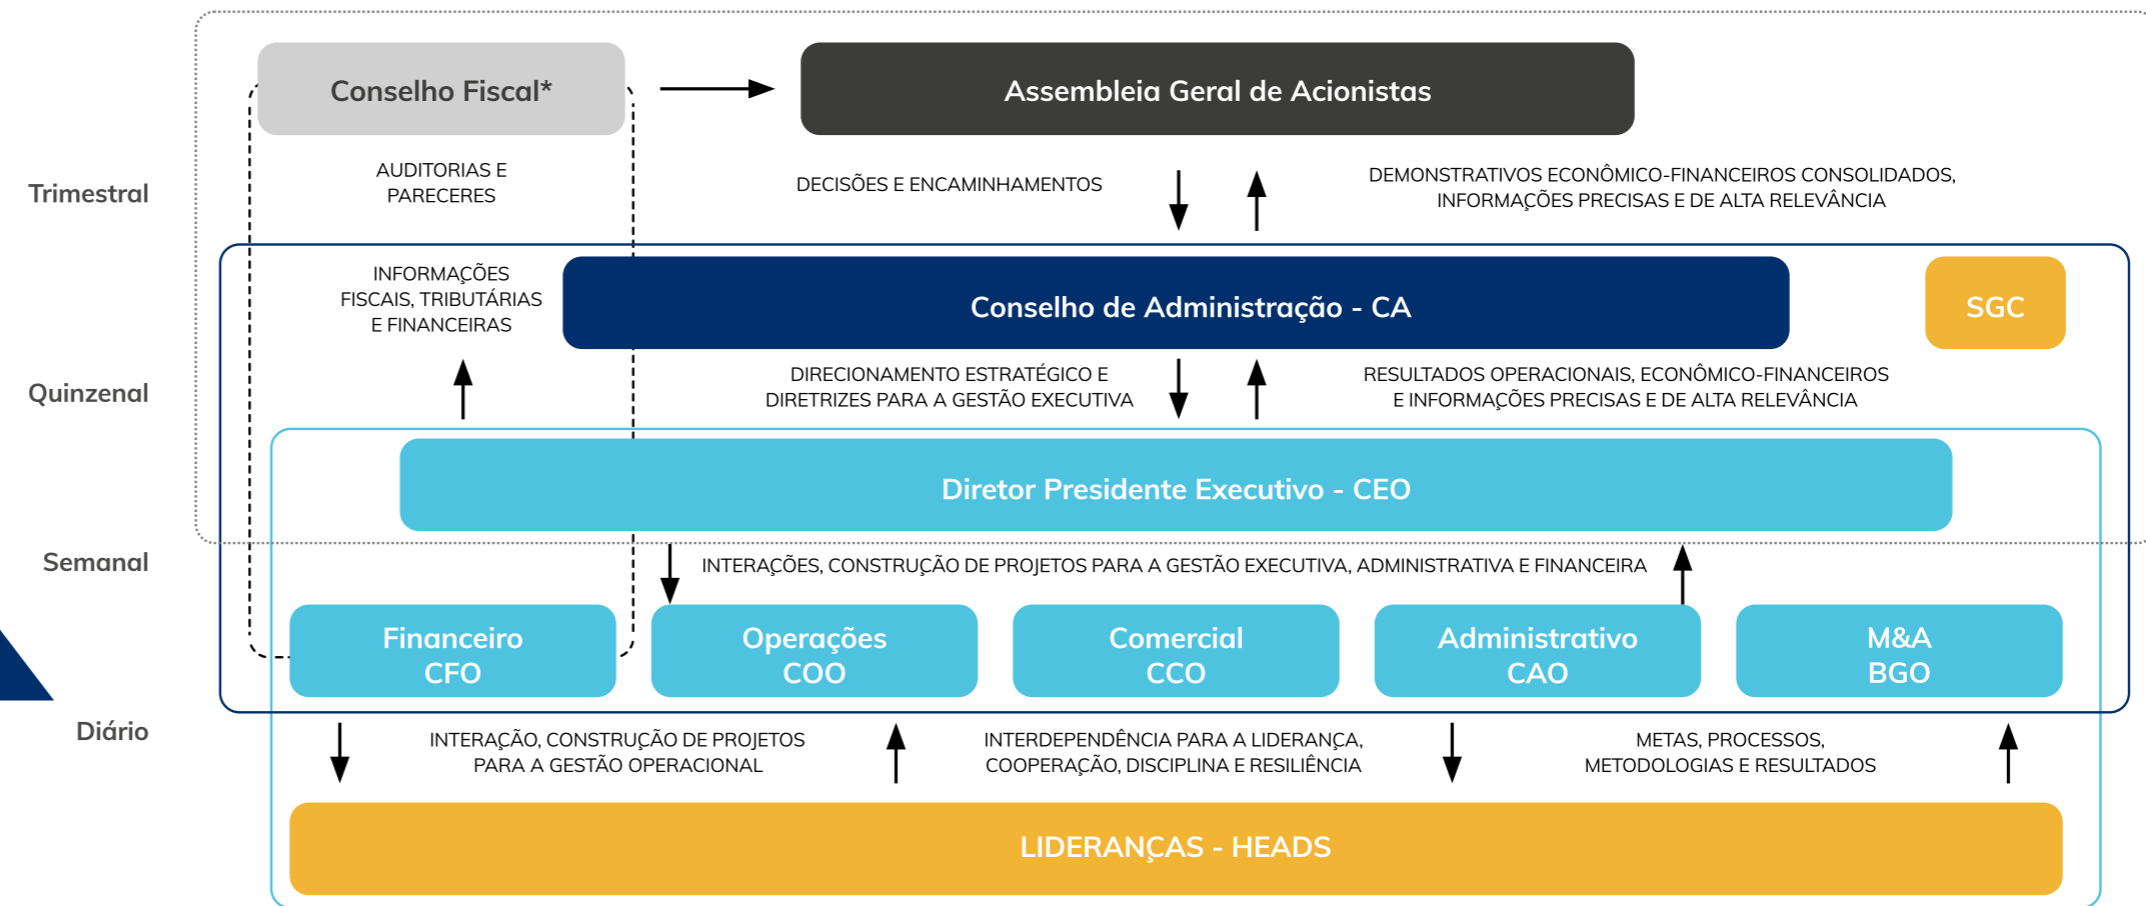 Conselho Fiscal*
Assembleia Geral de Acionistas
Trimestral
AUDITORIAS E
PARECERES
DECISÕES E ENCAMINHAMENTOS
DEMONSTRATIVOS ECONÔMICO-FINANCEIROS CONSOLIDADOS,
INFORMAÇÕES PRECISAS E DE ALTA RELEVÂNCIA
INFORMAÇÕES
FISCAIS, TRIBUTÁRIAS
E FINANCEIRAS
Conselho de Administração - CA
SGC
Quinzenal
DIRECIONAMENTO ESTRATÉGICO E
DIRETRIZES PARA A GESTÃO EXECUTIVA
RESULTADOS OPERACIONAIS, ECONÔMICO-FINANCEIROS
E INFORMAÇÕES PRECISAS E DE ALTA RELEVÂNCIA
Diretor Presidente Executivo - CEO
Semanal
INTERAÇÕES, CONSTRUÇÃO DE PROJETOS PARA A GESTÃO EXECUTIVA, ADMINISTRATIVA E FINANCEIRA
Financeiro
CFO
Operações
COO
Comercial
CCO
Administrativo
CAO
M&A
BGO
Diário
INTERAÇÃO, CONSTRUÇÃO DE PROJETOS
PARA A GESTÃO OPERACIONAL
INTERDEPENDÊNCIA PARA A LIDERANÇA,
COOPERAÇÃO, DISCIPLINA E RESILIÊNCIA
METAS, PROCESSOS,
METODOLOGIAS E RESULTADOS
LIDERANÇAS - HEADS